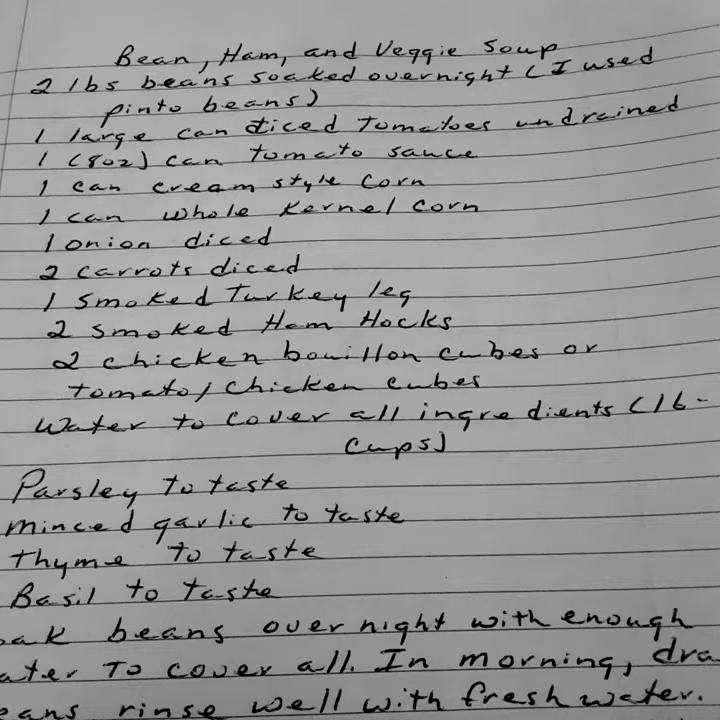 Bean, Ham, and Veggie Soup
2 lbs beans soaked overnight (I used
pinto beans)
1 large can diced tomatoes undrained
1 (8oz) can tomato sauce
1 can cream style corn
1 can whole kernel corn
1 onion diced
2 carrots diced
1 smoked Turkey leg
2 smoked Ham Hocks
2 chicken bouillon cubes or
tomato/chicken cubes
Water to cover all ingredients (16-
cups)
Parsley to taste
minced garlic to taste
thyme to taste
Basil to taste
oak beans overnight with enough
ater to cover all. In morning, dra
eans rinse well with fresh water.